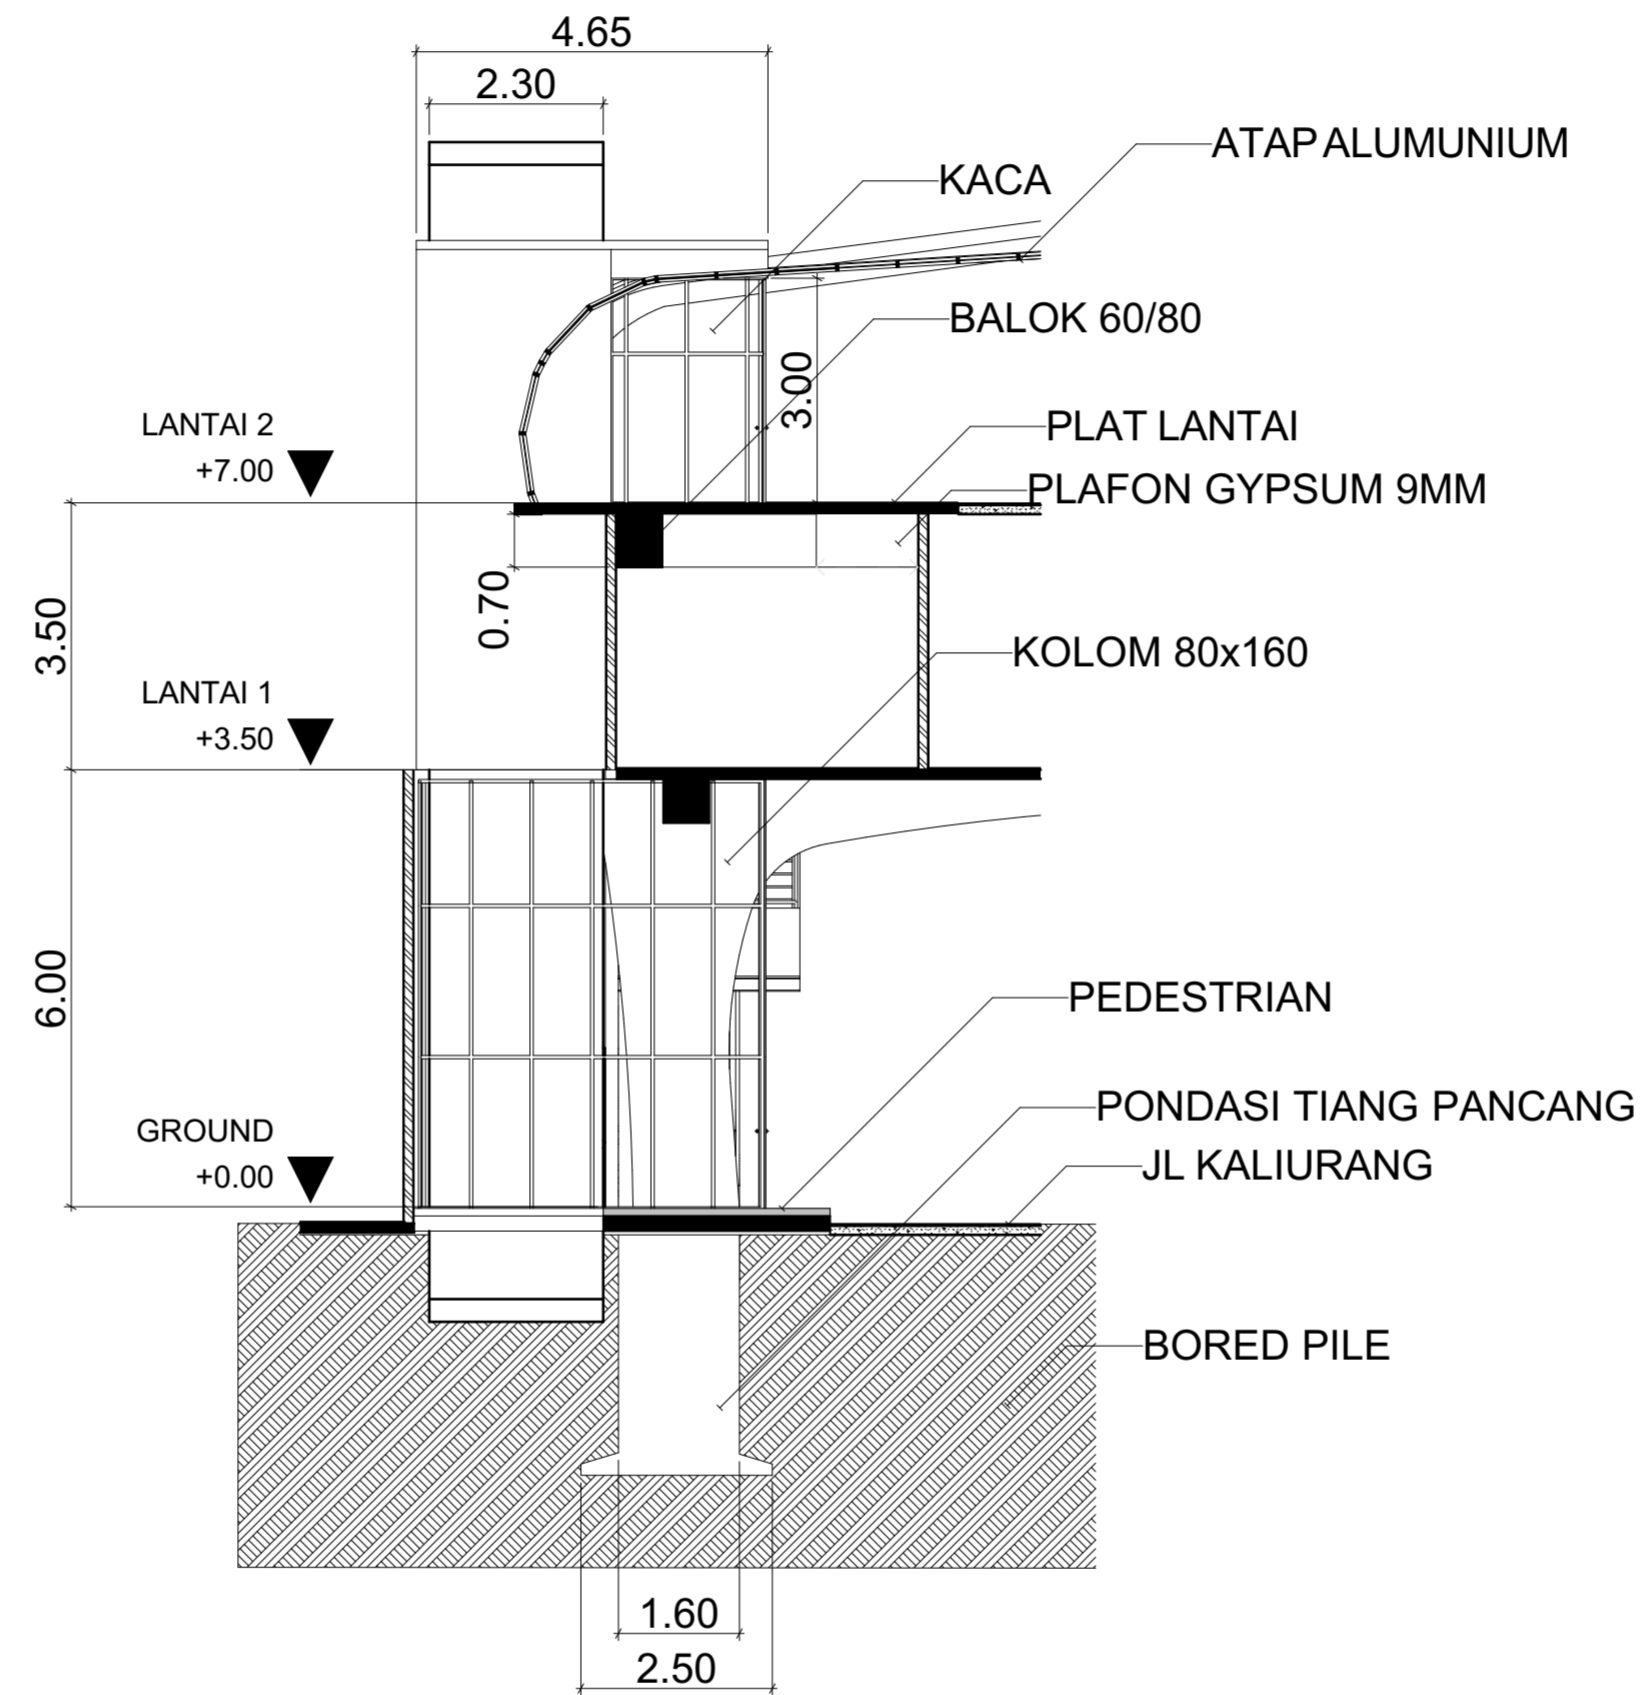 4.65
2.30
ATAP ALUMUNIUM
KACA
BALOK 60/80
3.00
LANTAI 2
+7.00
PLAT LANTAI
PLAFON GYPSUM 9MM
0.70
3.50
KOLOM 80x160
LANTAI 1
+3.50
6.00
PEDESTRIAN
GROUND
+0.00
PONDASI TIANG PANCANG
JL KALIURANG
BORED PILE
1.60
2.50